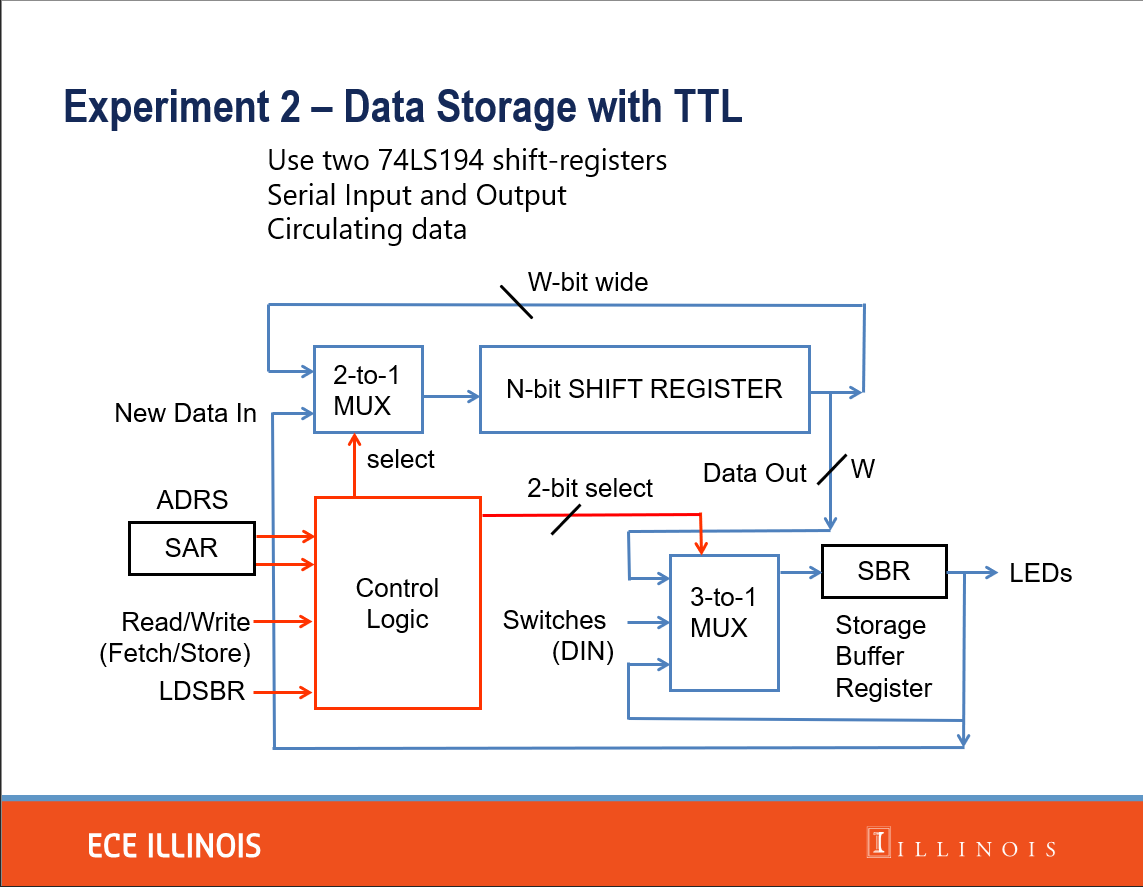 Experiment 2 – Data Storage with TTL
Use two 74LS194 shift-registers
Serial Input and Output
Circulating data
W-bit wide
2-to-1
MUX
N-bit SHIFT REGISTER
New Data In
select
Data Out
W
ADRS
2-bit select
SAR
Control
Logic
Read/Write
(Fetch/Store)
LDSBR
Switches
(DIN)
3-to-1
MUX
SBR
LEDs
Storage
Buffer
Register
ECE ILLINOIS
I ILLINOIS